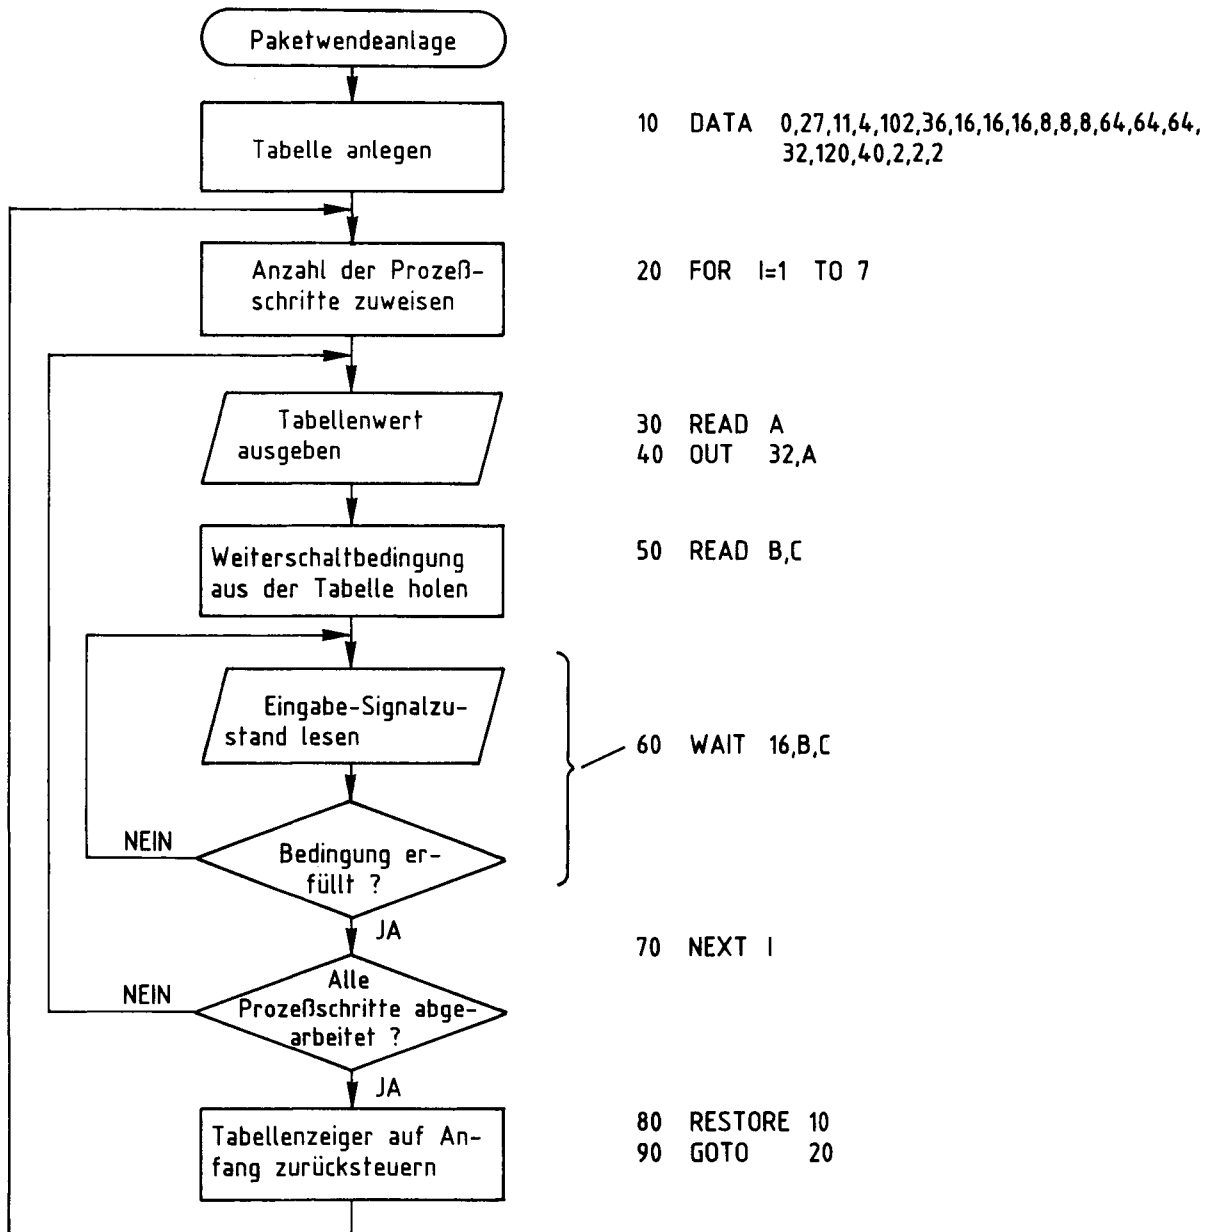 Paketwendeanlage
Tabelle anlegen
10 DATA 0,27,11,4,102,36,16,16,16,8,8,8,64,64,64,
32,120,40,2,2,2
Anzahl der Prozeß-
schritte zuweisen
20 FOR I=1 TO 7
Tabellenwert
ausgeben
30 READ A
40 OUT 32,A
Weiterschaltbedingung
aus der Tabelle holen
50 READ B,C
Eingabe-Signalzu-
stand lesen
60 WAIT 16,B,C
NEIN
Bedingung er-
füllt ?
JA
70 NEXT I
NEIN
Alle
Prozeßschritte abge-
arbeitet ?
JA
Tabellenzeiger auf An-
fang zurücksteuern
80 RESTORE 10
90 GOTO 20